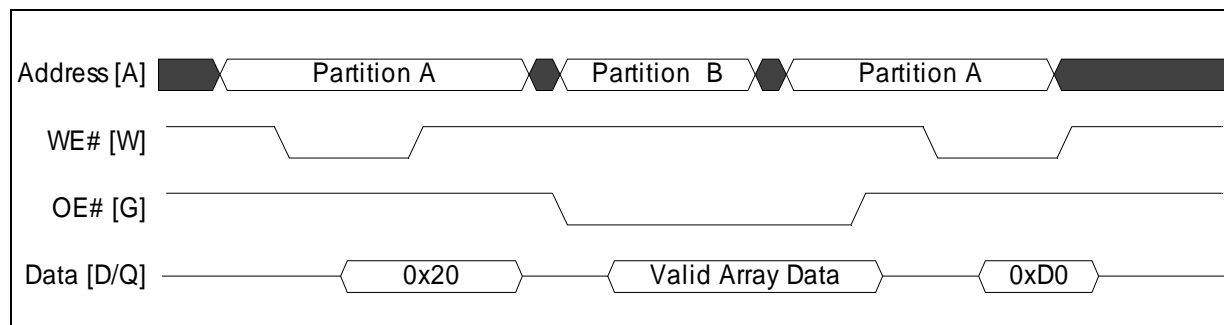 Address [A] Partition A Partition B Partition A
WE# [W]
OE# [G]
Data [D/Q] 0x20 Valid Array Data 0xD0